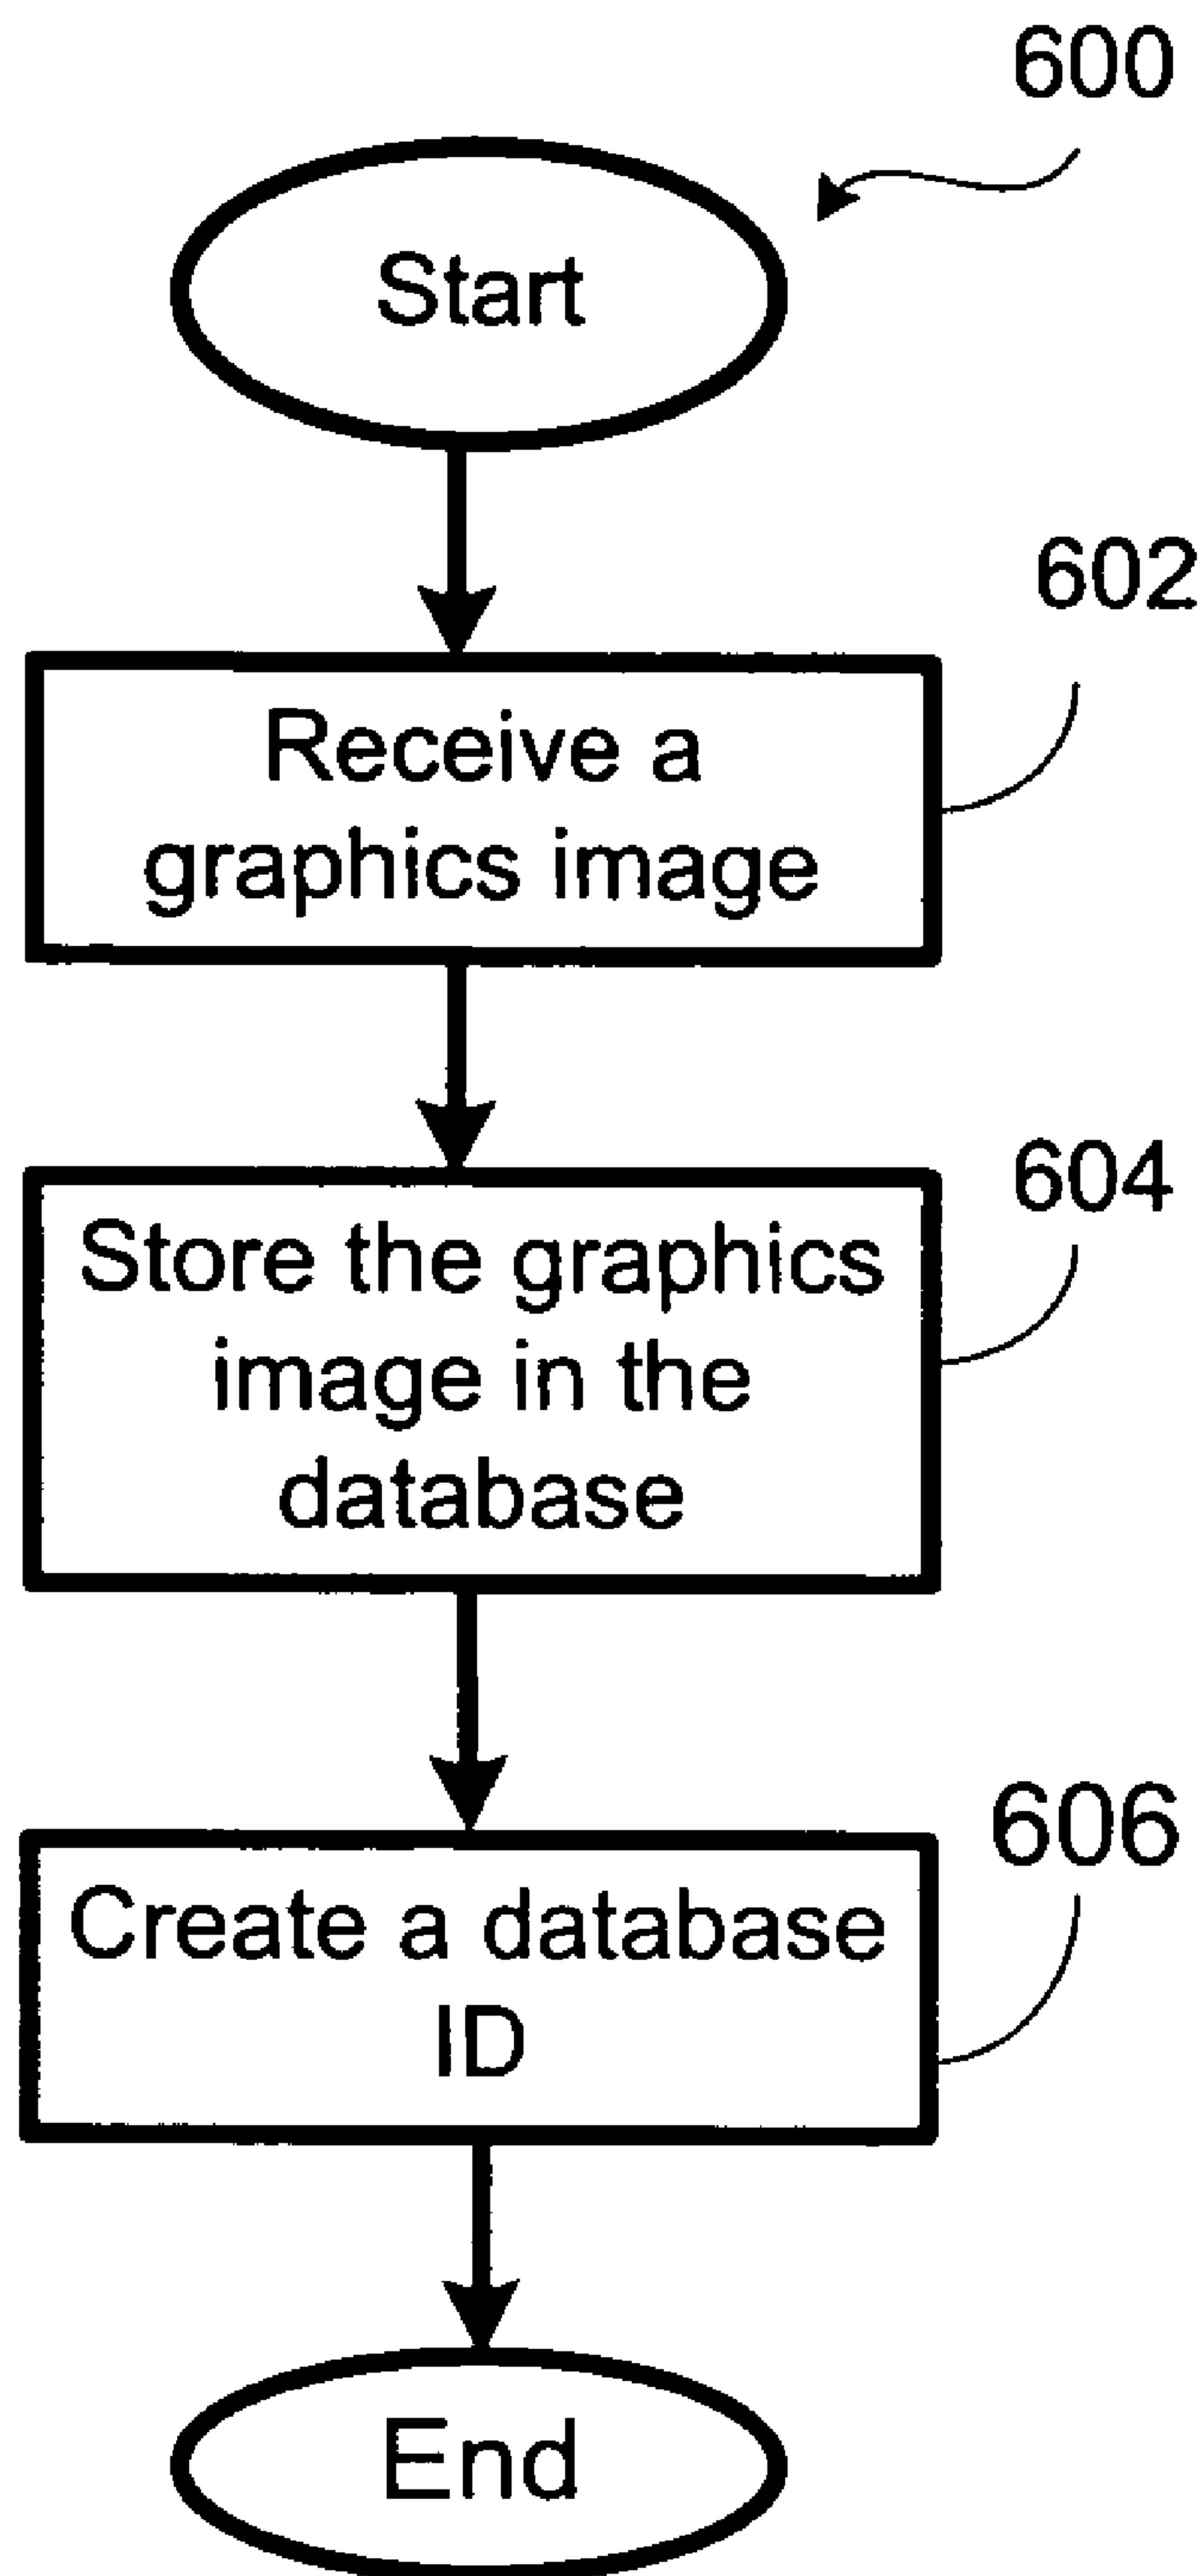 600
Start
602
Receive a
graphics image
604
Store the graphics
image in the
database
606
Create a database
ID
End